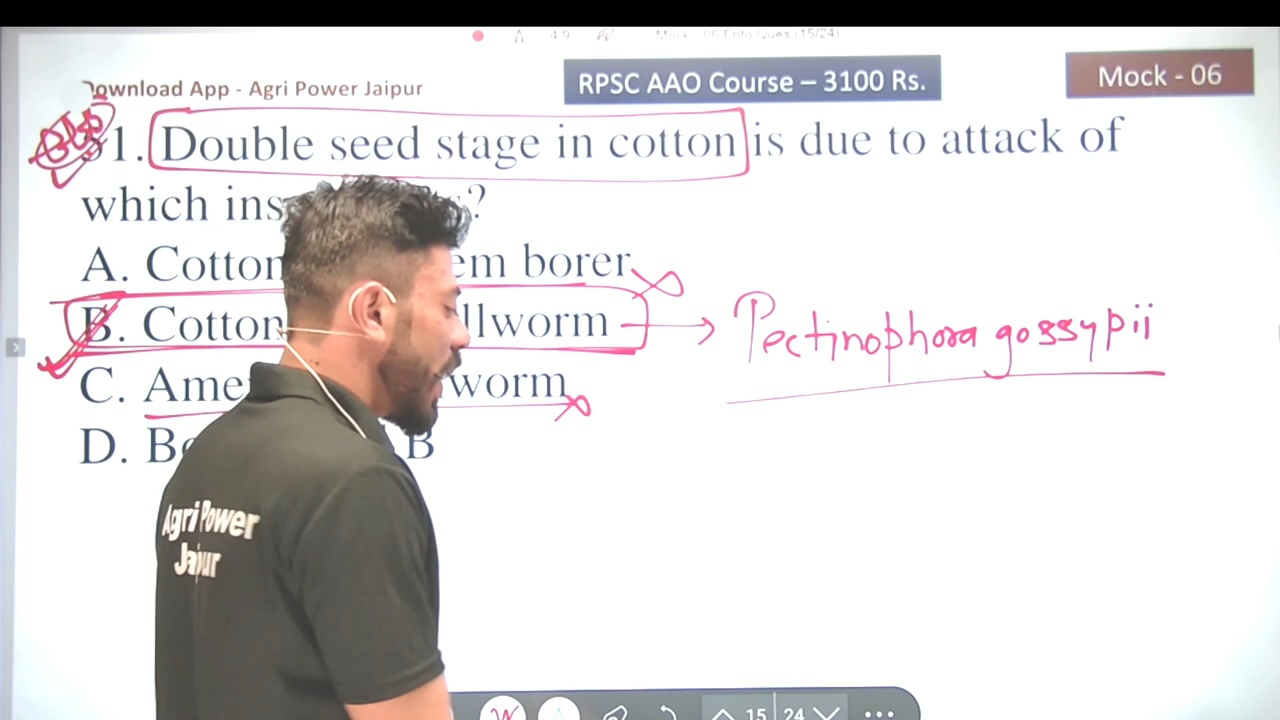 Download App - Agri Power Jaipur
RPSC AAO Course – 3100 Rs.
Mock - 06
1. Double seed stage in cotton is due to attack of
which ins ?
A. Cotton em borer
B. Cotton llworm
Pectinophora gossypii
C. Ame worm
D. B B
Agri Power
Jaipur
15 24